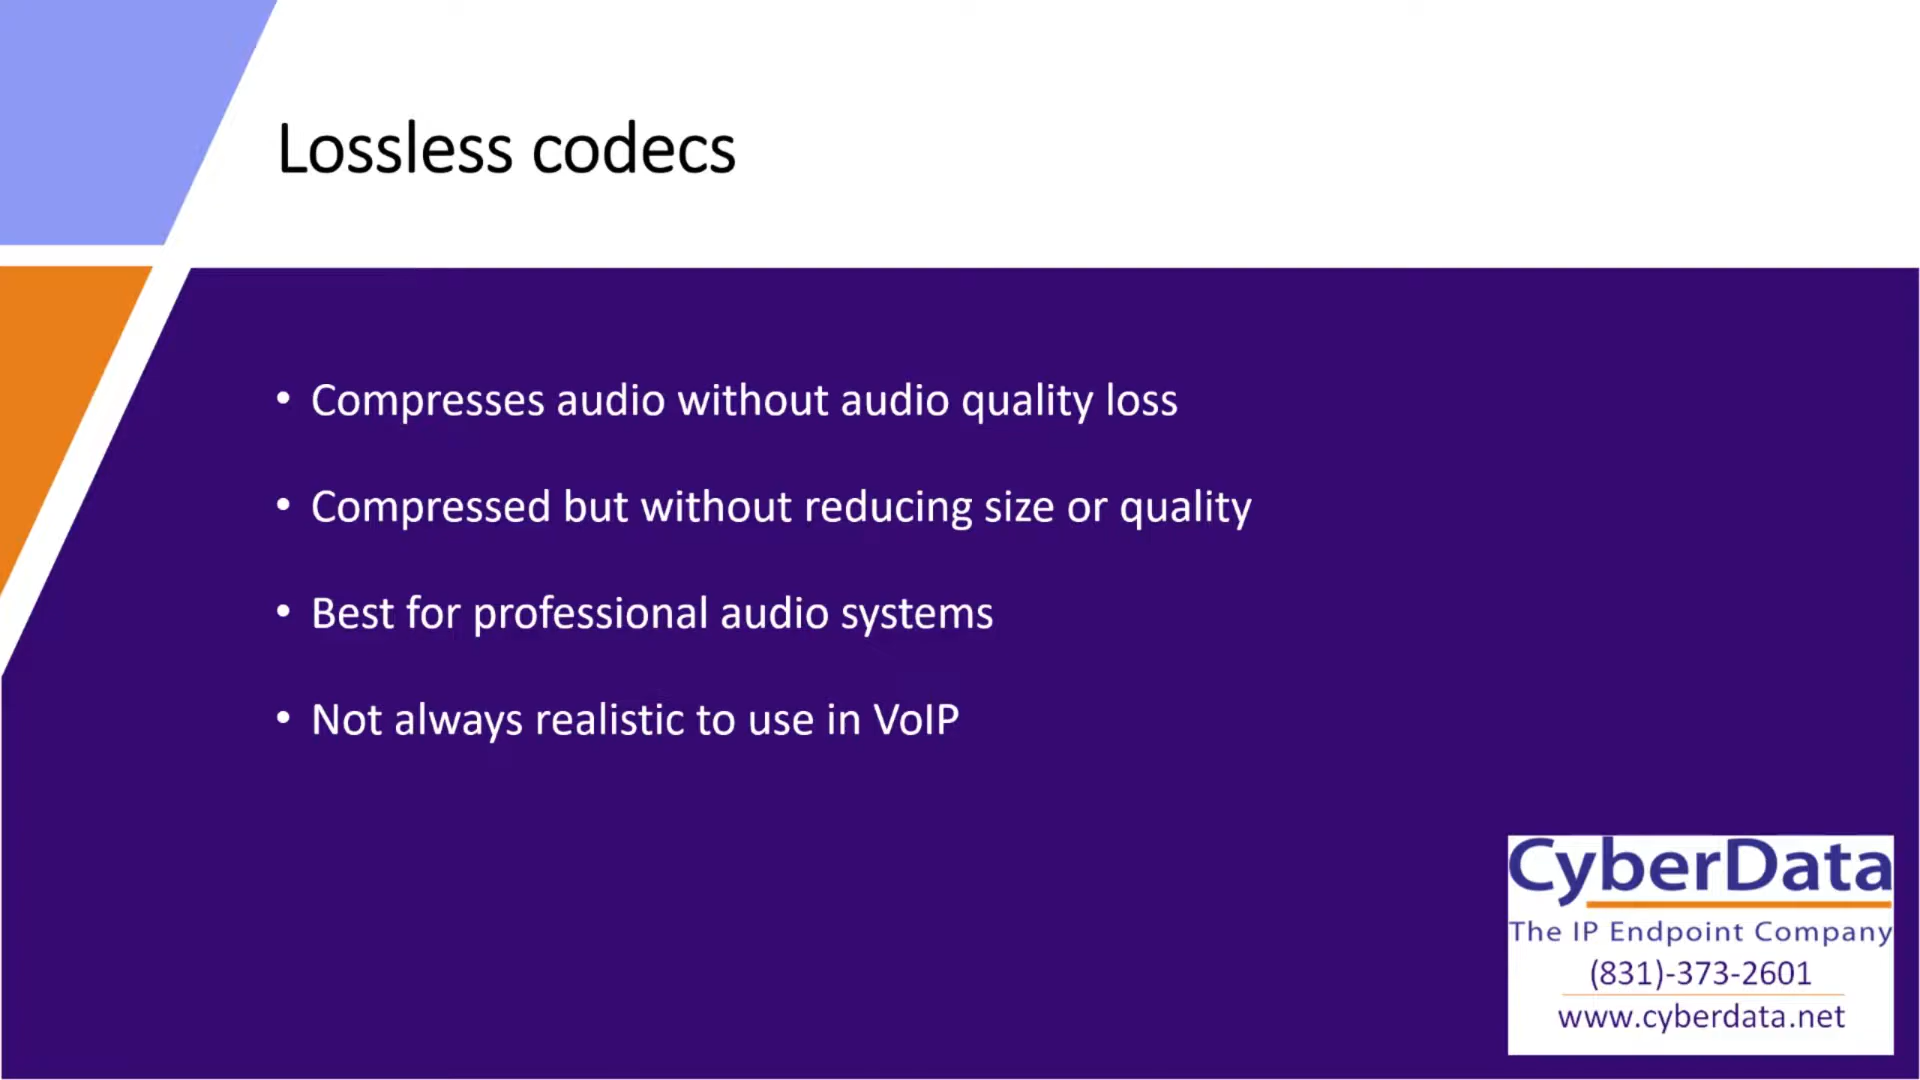 Lossless codecs
• Compresses audio without audio quality loss
• Compressed but without reducing size or quality
• Best for professional audio systems
• Not always realistic to use in VoIP
CyberData
The IP Endpoint Company
(831)-373-2601
www.cyberdata.net